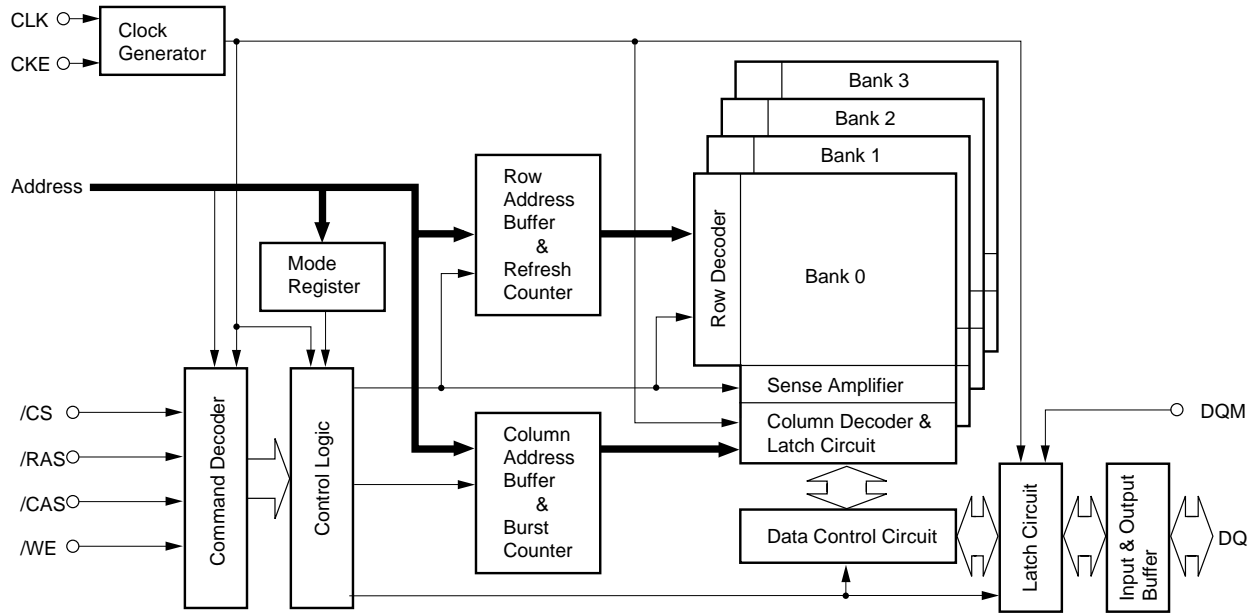 CLK
CKE
Clock
Generator
Bank 3
Bank 2
Bank 1
Address
Row
Address
Buffer
&
Refresh
Counter
Row Decoder
Bank 0
Mode
Register
Sense Amplifier
Column Decoder &
Latch Circuit
/CS
/RAS
/CAS
/WE
Command Decoder
Control Logic
Column
Address
Buffer
&
Burst
Counter
Data Control Circuit
DQM
Latch Circuit
Input & Output
Buffer
DQ